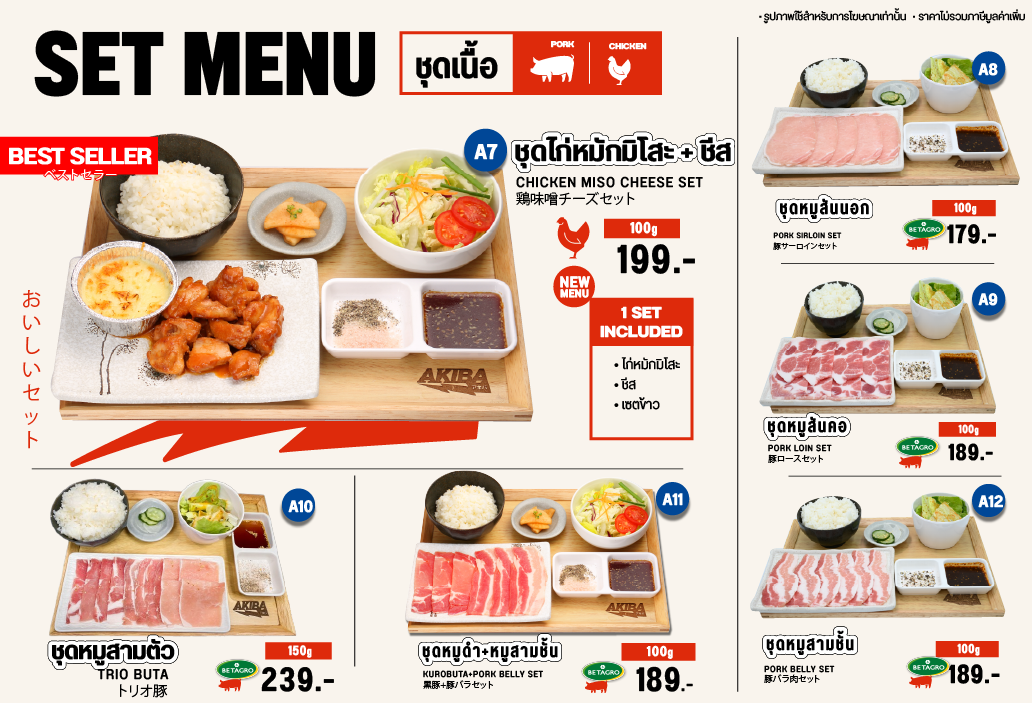 • รูปภาพใช้สำหรับการโฆษณาเท่านั้น • ราคาไม่รวมภาษีมูลค่าเพิ่ม
SET MENU
ชุดเนื้อ
PORK
CHICKEN
BEST SELLER
ベストセラー
おいしいセット
A7
ชุดไก่หมักมิโสะ + ชีส
CHICKEN MISO CHEESE SET
鶏味噌チーズセット
100g
199.-
NEW
MENU
1 SET
INCLUDED
• ไก่หมักมิโสะ
• ชีส
• เซตข้าว
AKIBA
A8
ชุดหมูสันนอก
100g
PORK SIRLOIN SET
豚サーロインセット
BETAGRO
179.-
A9
ชุดหมูสันคอ
100g
PORK LOIN SET
豚ロースセット
BETAGRO
189.-
A10
AKIBA
ชุดหมูสามตัว
150g
TRIO BUTA
トリオ豚
BETAGRO
239.-
A11
AKIBA
ชุดหมูดำ+หมูสามชั้น
100g
KUROBUTA+PORK BELLY SET
黒豚+豚バラセット
BETAGRO
189.-
A12
ชุดหมูสามชั้น
100g
PORK BELLY SET
豚バラ肉セット
BETAGRO
189.-